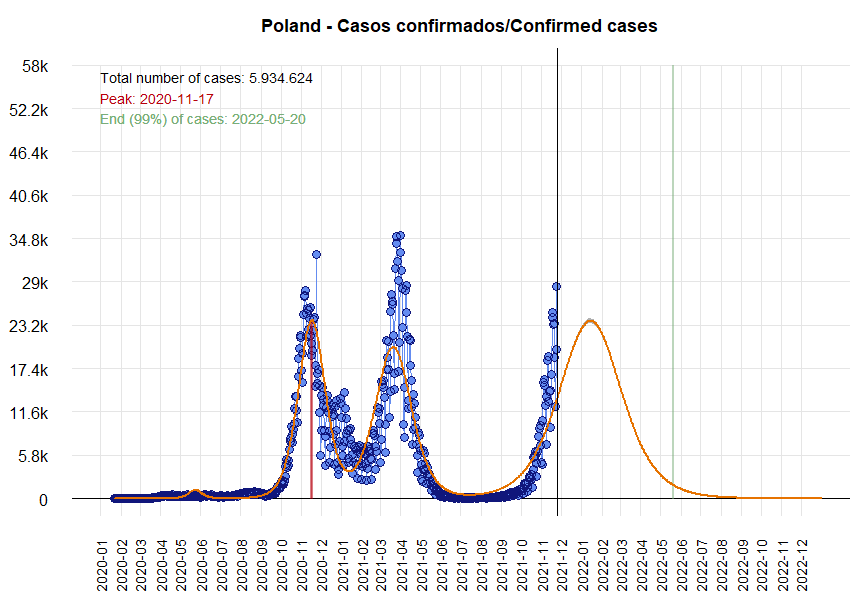 Poland - Casos confirmados/Confirmed cases
58k
Total number of cases: 5.934.624
Peak: 2020-11-17
End (99%) of cases: 2022-05-20
52.2k
46.4k
40.6k
34.8k
29k
23.2k
17.4k
11.6k
5.8k
0
2020-01
2020-02
2020-03
2020-04
2020-05
2020-06
2020-07
2020-08
2020-09
2020-10
2020-11
2020-12
2021-01
2021-02
2021-03
2021-04
2021-05
2021-06
2021-07
2021-08
2021-09
2021-10
2021-11
2021-12
2022-01
2022-02
2022-03
2022-04
2022-05
2022-06
2022-07
2022-08
2022-09
2022-10
2022-11
2022-12